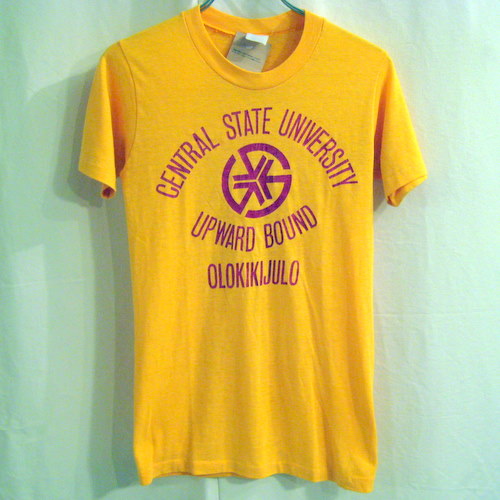 CENTRAL STATE UNIVERSITY
UPWARD BOUND
OLOKIKIJULO